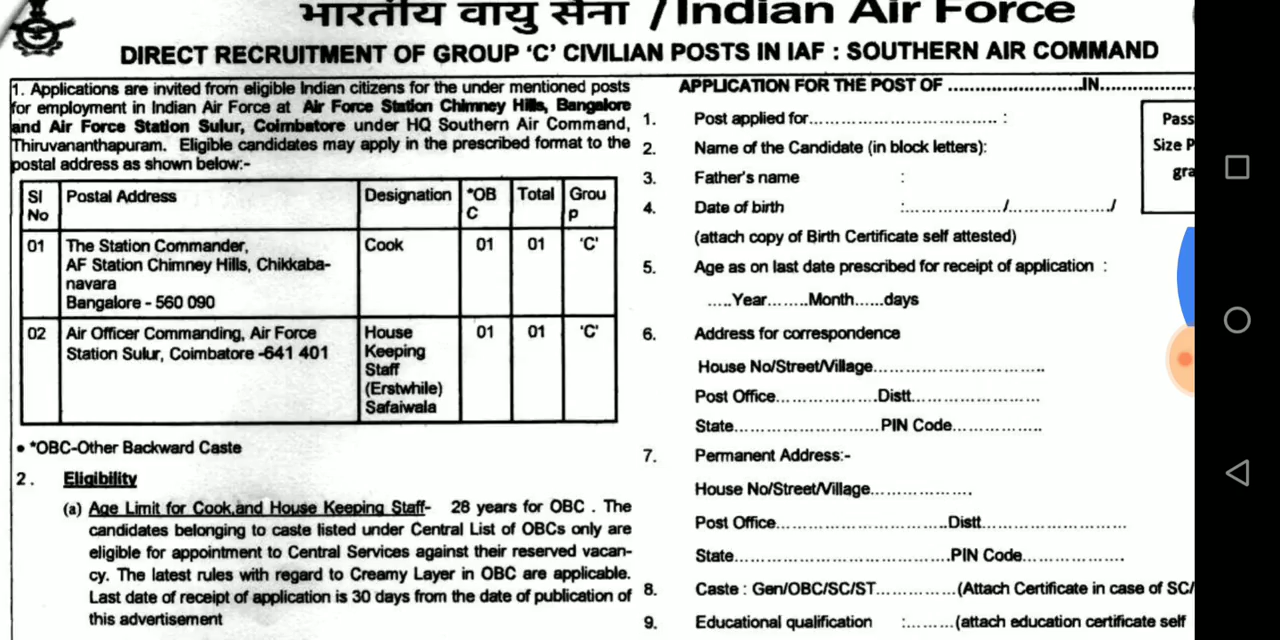 भारतीय वायु सेना / Indian Air Force
DIRECT RECRUITMENT OF GROUP 'C' CIVILIAN POSTS IN IAF : SOUTHERN AIR COMMAND
1. Applications are invited from eligible Indian citizens for the under mentioned posts
for employment in Indian Air Force at Air Force Station Chimney Hills, Bangalore
and Air Force Station Sulur, Coimbatore under HQ Southern Air Command,
Thiruvananthapuram. Eligible candidates may apply in the prescribed format to the
postal address as shown below:-
Sl No Postal Address Designation *OB C Total Grou p
01 The Station Commander, Cook 01 01 'C'
AF Station Chimney Hills, Chikkaba-
navara
Bangalore - 560 090
02 Air Officer Commanding, Air Force House 01 01 'C'
Station Sulur, Coimbatore -641 401 Keeping
Staff
(Erstwhile)
Safaiwala
• *OBC-Other Backward Caste
2. Eligibility
(a) Age Limit for Cook,and House Keeping Staff- 28 years for OBC . The
candidates belonging to caste listed under Central List of OBCs only are
eligible for appointment to Central Services against their reserved vacan-
cy. The latest rules with regard to Creamy Layer in OBC are applicable.
Last date of receipt of application is 30 days from the date of publication of
this advertisement
APPLICATION FOR THE POST OF ...........................IN...................
1. Post applied for..................................... :
2. Name of the Candidate (in block letters):
3. Father's name :
4. Date of birth :..................../...................../
(attach copy of Birth Certificate self attested)
5. Age as on last date prescribed for receipt of application :
.....Year.......Month......days
6. Address for correspondence
House No/Street/Village..................................
Post Office.....................Distt..........................
State.............................PIN Code..................
7. Permanent Address:-
House No/Street/Village....................
Post Office...................................Distt.............................
State...........................................PIN Code....................
8. Caste : Gen/OBC/SC/ST................(Attach Certificate in case of SC/
9. Educational qualification :.........(attach education certificate self
Pass
Size P
gra